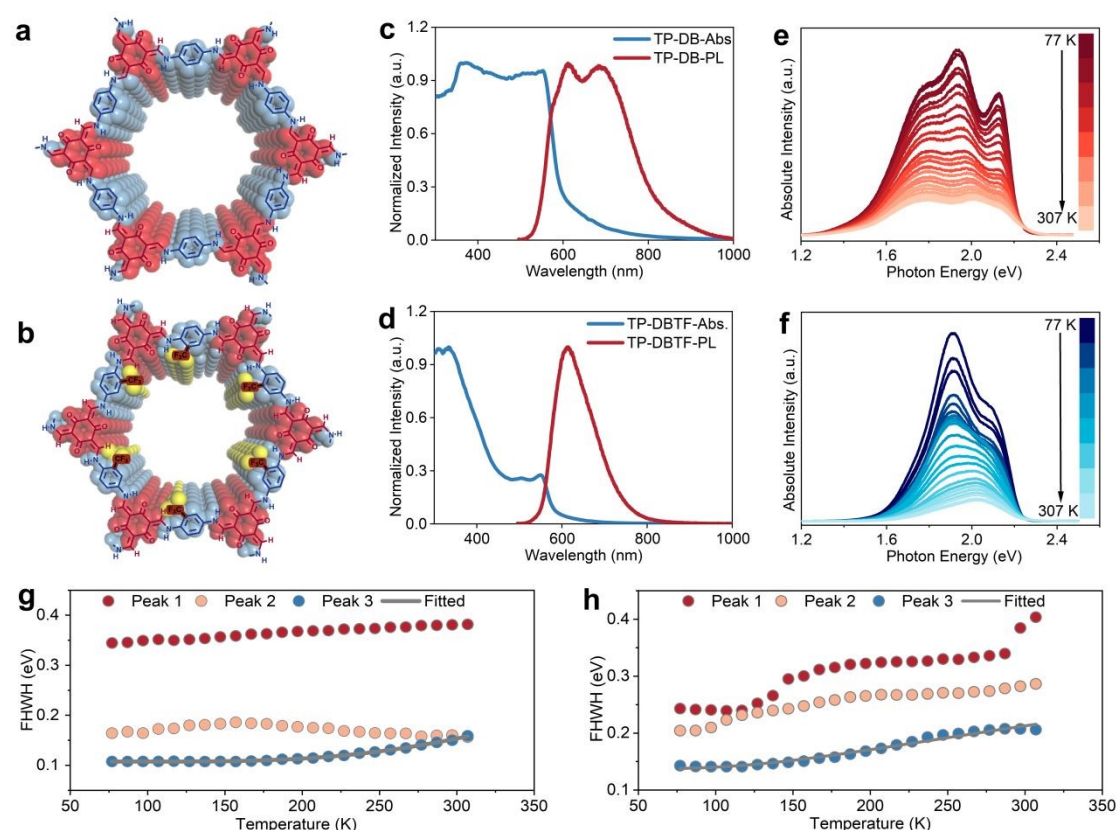 a
b
c
TP-DB-Abs
TP-DB-PL
Normalized Intensity (a.u.)
1.2
0.9
0.6
0.3
0.0
400 600 800 1000
Wavelength (nm)
d
TP-DBTF-Abs.
TP-DBTF-PL
Normalized Intensity (a.u.)
1.2
0.9
0.6
0.3
0.0
400 600 800 1000
Wavelength (nm)
e
77 K
307 K
Absolute Intensity (a.u.)
1.2 1.6 2.0 2.4
Photon Energy (eV)
f
77 K
307 K
Absolute Intensity (a.u.)
1.2 1.6 2.0 2.4
Photon Energy (eV)
g
Peak 1 Peak 2 Peak 3 Fitted
FHWH (eV)
0.4
0.3
0.2
0.1
50 100 150 200 250 300 350
Temperature (K)
h
Peak 1 Peak 2 Peak 3 Fitted
FHWH (eV)
0.4
0.3
0.2
0.1
50 100 150 200 250 300 350
Temperature (K)